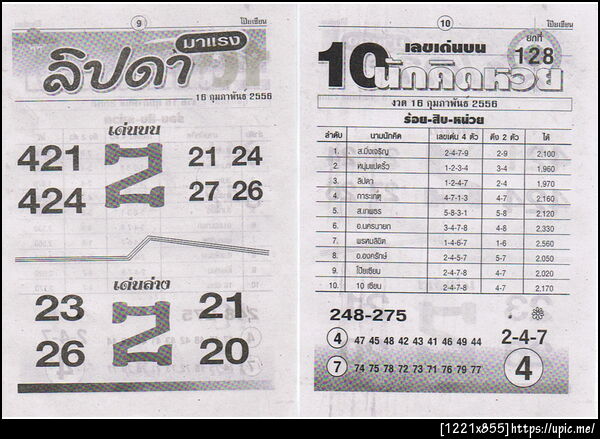 9
โป๊ยเซียน
ลิปดา
มาแรง
16 กุมภาพันธ์ 2556
เด่นบน
421
424
2
21 24
27 26
เด่นล่าง
23
26
2
21
20
10
โป๊ยเซียน
10
เลขเด่นบน
นักคิดหวย
ยกที่
128
งวด 16 กุมภาพันธ์ 2556
ร้อย-สิบ-หน่วย
ลำดับ นามนักคิด เลขเด่น 4 ตัว ดึง 2 ตัว ได้
1. ส.มิ่งเจริญ 2-4-7-9 2-9 2,100
2. หนุ่มแปดริ้ว 1-2-3-4 3-4 1,960
3. ลิปดา 1-2-4-7 2-4 1,970
4. การะเกตุ 4-7-1-3 4-7 2,160
5. ส.เทพธร 5-8-3-1 5-8 2,120
6. อ.นครนายก 3-4-7-8 4-8 2,330
7. พรหมลิขิต 1-4-6-7 1-6 2,560
8. อ.องครักษ์ 2-4-5-7 5-7 2,050
9. โป๊ยเซียน 2-4-7-8 4-7 2,020
10. 10 เซียน 2-4-7-8 4-7 2,170
248-275
4 47 45 48 42 43 41 46 49 44
7 74 75 78 72 73 71 76 79 77
2-4-7
4
[1221x855]https://upic.me/